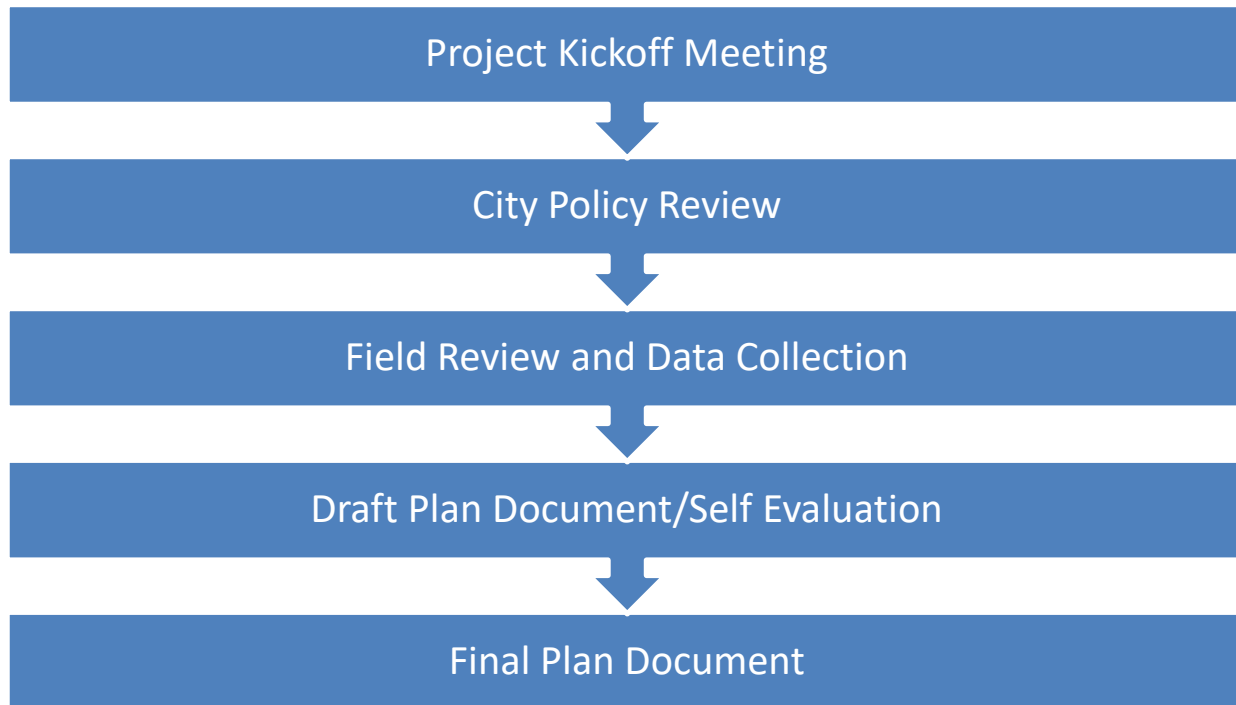 Project Kickoff Meeting
City Policy Review
Field Review and Data Collection
Draft Plan Document/Self Evaluation
Final Plan Document